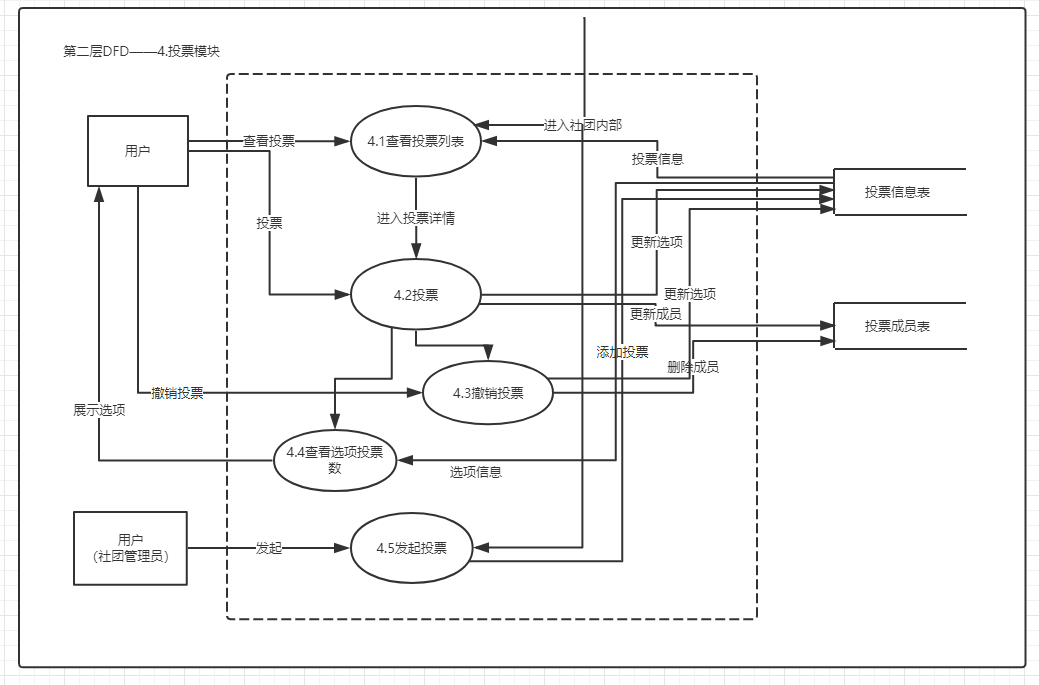 第二层DFD——4.投票模块
用户
查看投票
4.1查看投票列表
进入社团内部
投票信息
投票信息表
投票
进入投票详情
更新选项
4.2投票
更新选项
更新成员
投票成员表
添加投票
删除成员
撤销投票
4.3撤销投票
展示选项
4.4查看选项投票
数
选项信息
用户
（社团管理员）
发起
4.5发起投票